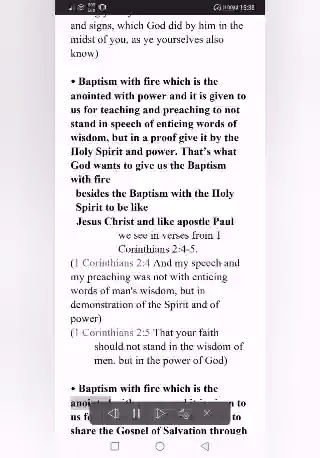 15:38
and signs, which God did by him in the
midst of you, as ye yourselves also
know)
• Baptism with fire which is the
anointed with power and it is given to
us for teaching and preaching to not
stand in speech of enticing words of
wisdom, but in a proof give it by the
Holy Spirit and power. That's what
God wants to give us the Baptism
with fire
besides the Baptism with the Holy
Spirit to be like
Jesus Christ and like apostle Paul
we see in verses from 1
Corinthians 2:4-5.
(1 Corinthians 2:4 And my speech and
my preaching was not with enticing
words of man's wisdom, but in
demonstration of the Spirit and of
power)
(1 Corinthians 2:5 That your faith
should not stand in the wisdom of
men, but in the power of God)
• Baptism with fire which is the
to
us to
share the Gospel of Salvation through